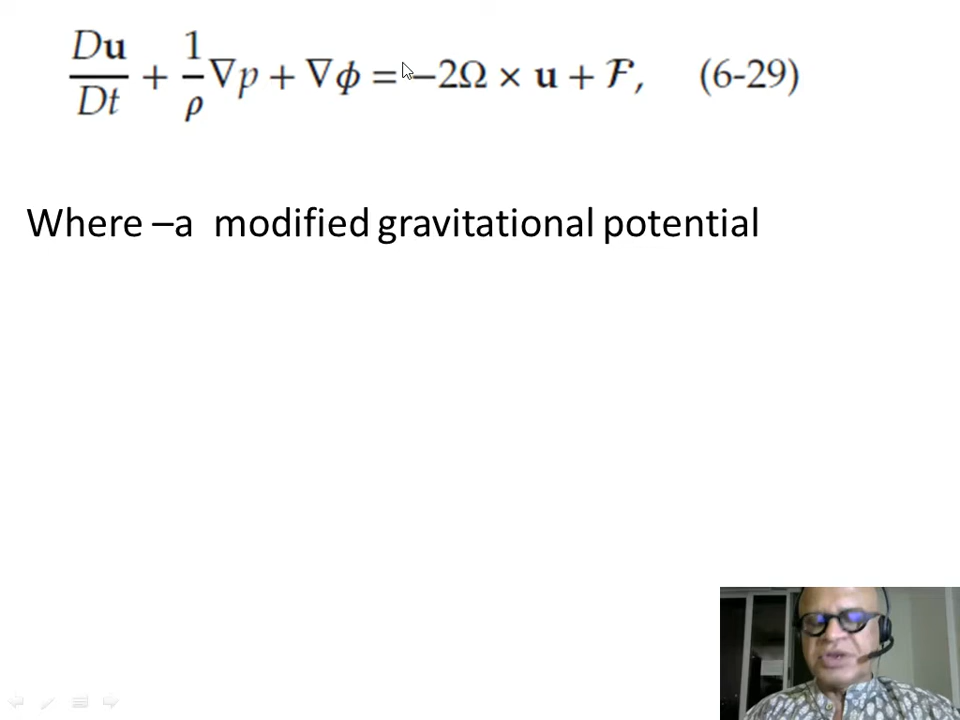 Du/Dt + 1/ρ ∇p + ∇ϕ = −2Ω × u + ℱ, (6-29)
Where –a modified gravitational potential